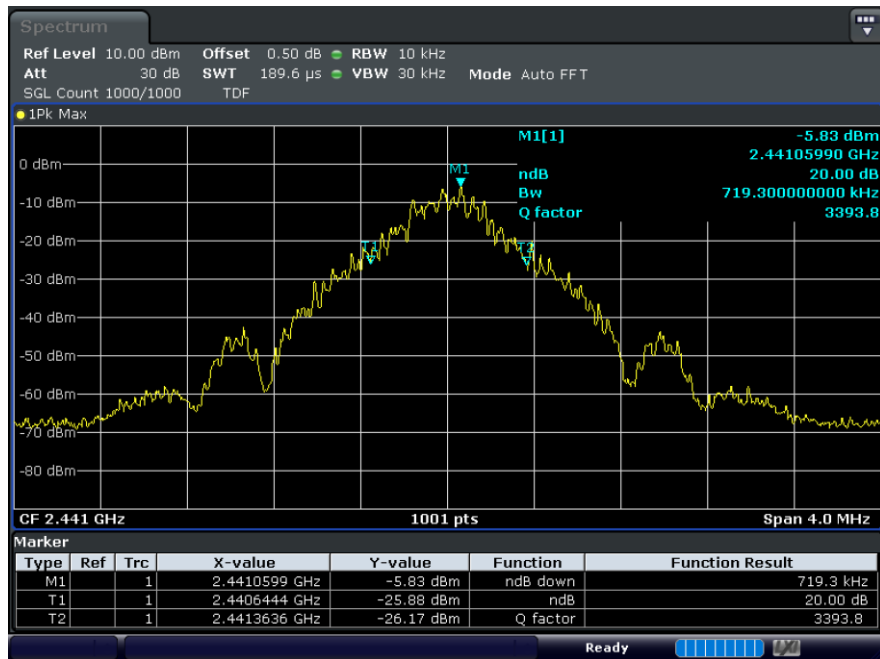 Spectrum
Ref Level 10.00 dBm Offset 0.50 dB RBW 10 kHz
Att 30 dB SWT 189.6 µs VBW 30 kHz Mode Auto FFT
SGL Count 1000/1000 TDF
1Pk Max
M1[1] -5.83 dBm
2.44105990 GHz
ndB 20.00 dB
Bw 719.300000000 kHz
Q factor 3393.8
0 dBm
M1
-10 dBm
-20 dBm
T1 T2
-30 dBm
-40 dBm
-50 dBm
-60 dBm
-70 dBm
-80 dBm
CF 2.441 GHz 1001 pts Span 4.0 MHz
Marker
Type Ref Trc X-value Y-value Function Function Result
M1 1 2.4410599 GHz -5.83 dBm ndB down 719.3 kHz
T1 1 2.4406444 GHz -25.88 dBm ndB 20.00 dB
T2 1 2.4413636 GHz -26.17 dBm Q factor 3393.8
Ready